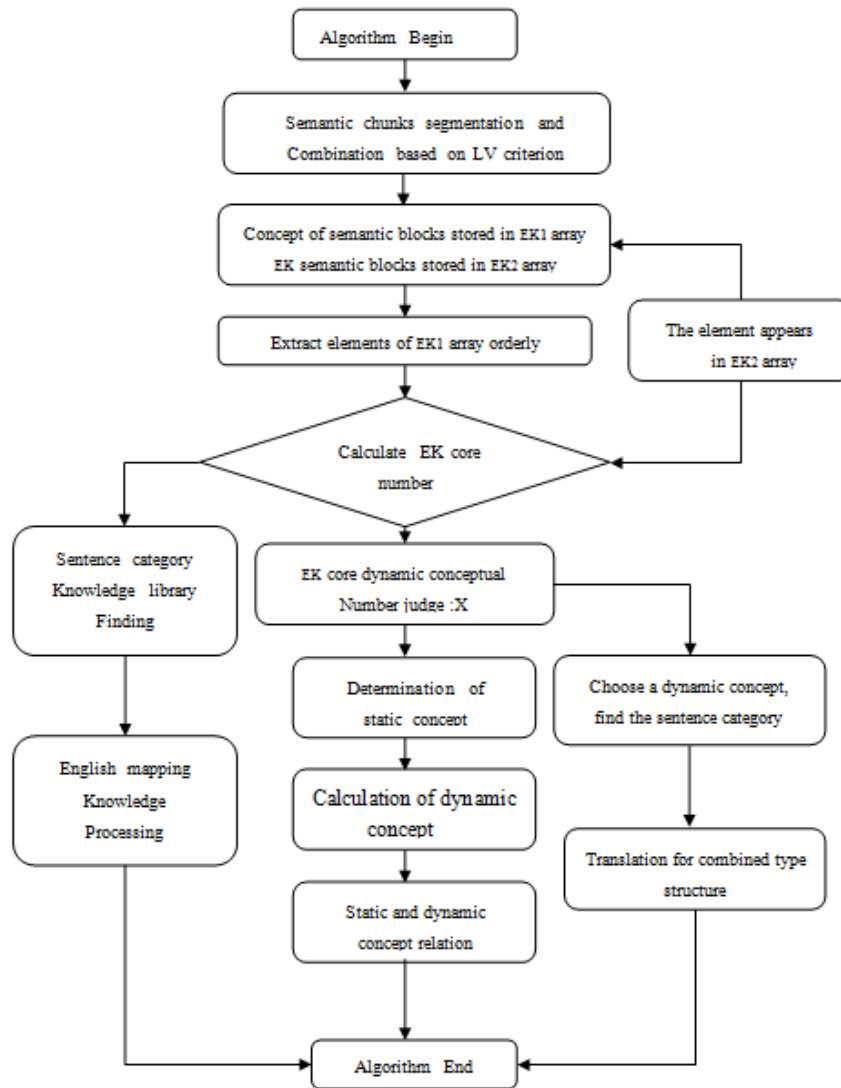 Algorithm Begin
Semantic chunks segmentation and
Combination based on LV criterion
Concept of semantic blocks stored in EK1 array
EK semantic blocks stored in EK2 array
Extract elements of EK1 array orderly
The element appears
in EK2 array
Calculate EK core
number
Sentence category
Knowledge library
Finding
EK core dynamic conceptual
Number judge :X
Determination of
static concept
Choose a dynamic concept,
find the sentence category
English mapping
Knowledge
Processing
Calculation of dynamic
concept
Translation for combined type
structure
Static and dynamic
concept relation
Algorithm End